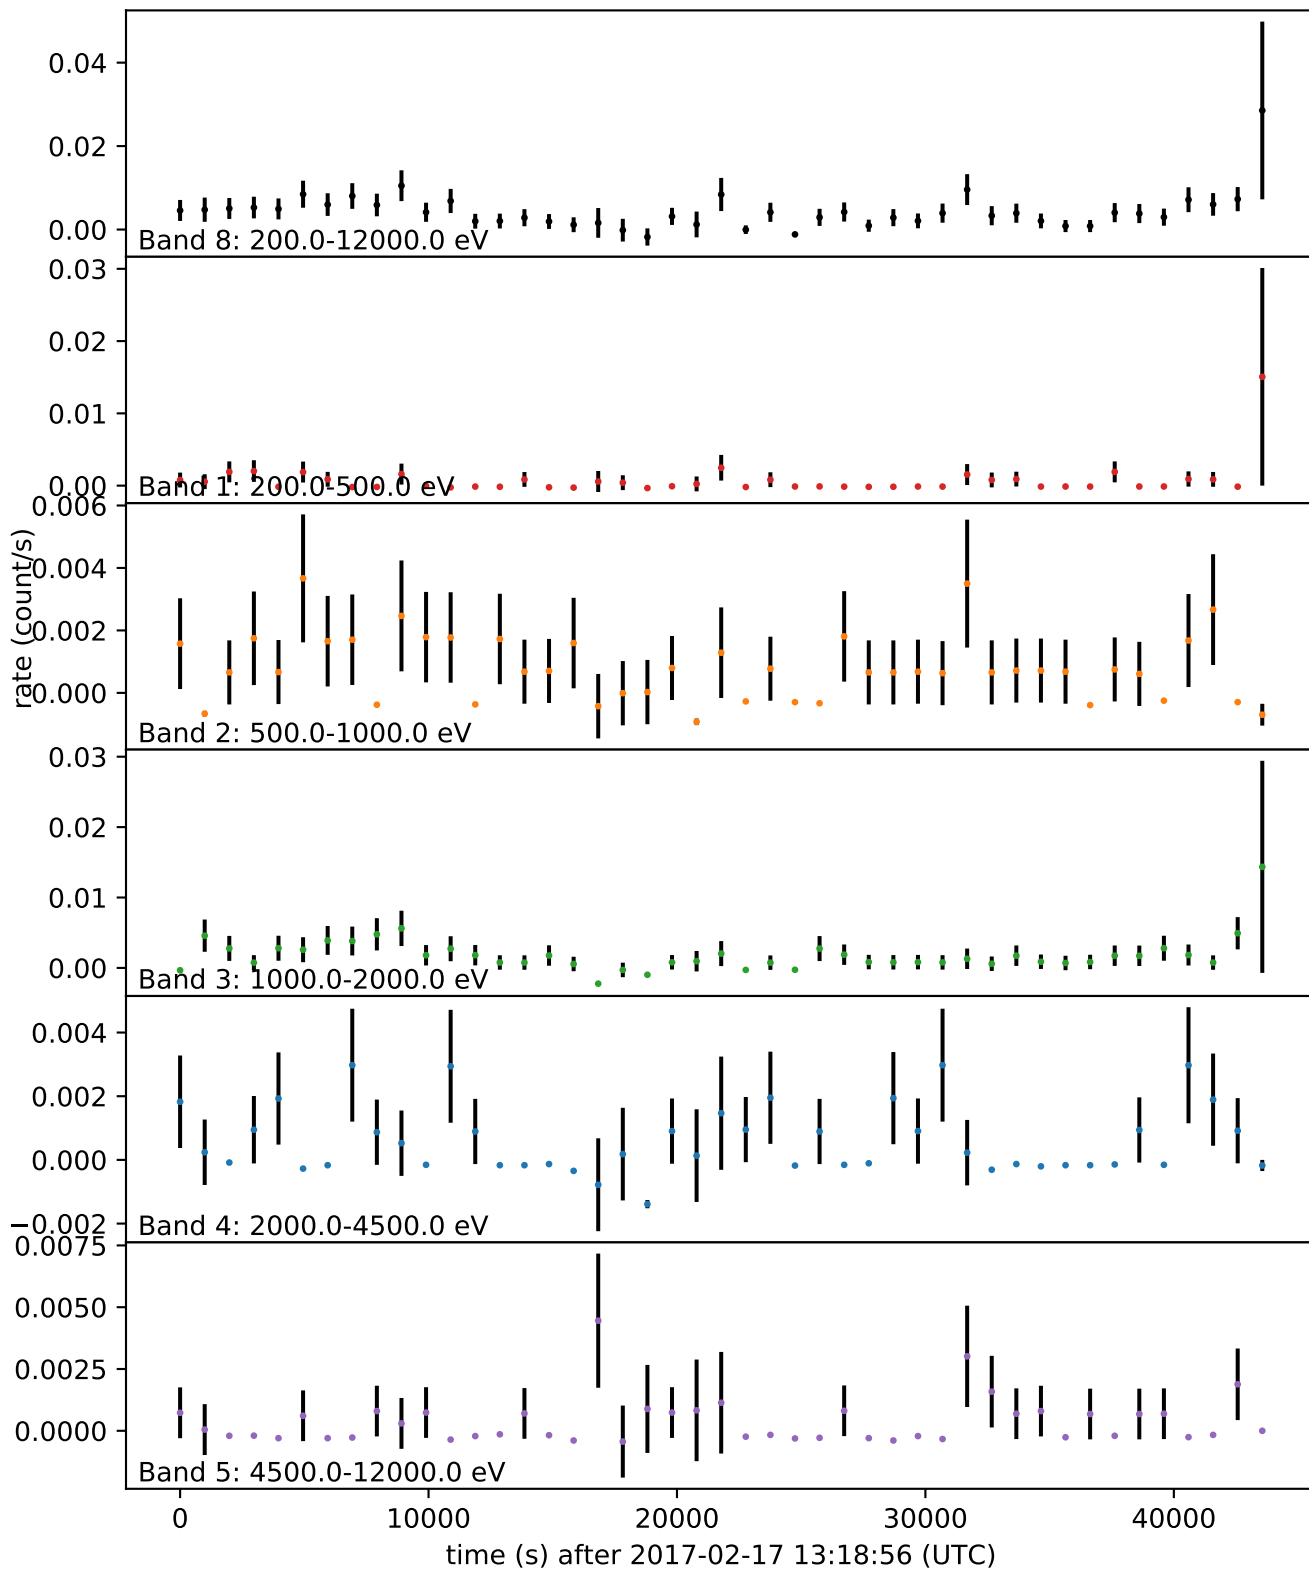 0.04
0.02
0.00
Band 8: 200.0-12000.0 eV
0.03
0.02
0.01
0.00
Band 1: 200.0-500.0 eV
0.006
0.004
0.002
0.000
rate (count/s)
Band 2: 500.0-1000.0 eV
0.03
0.02
0.01
0.00
Band 3: 1000.0-2000.0 eV
0.004
0.002
0.000
−0.002
Band 4: 2000.0-4500.0 eV
0.0075
0.0050
0.0025
0.0000
Band 5: 4500.0-12000.0 eV
0 10000 20000 30000 40000
time (s) after 2017-02-17 13:18:56 (UTC)